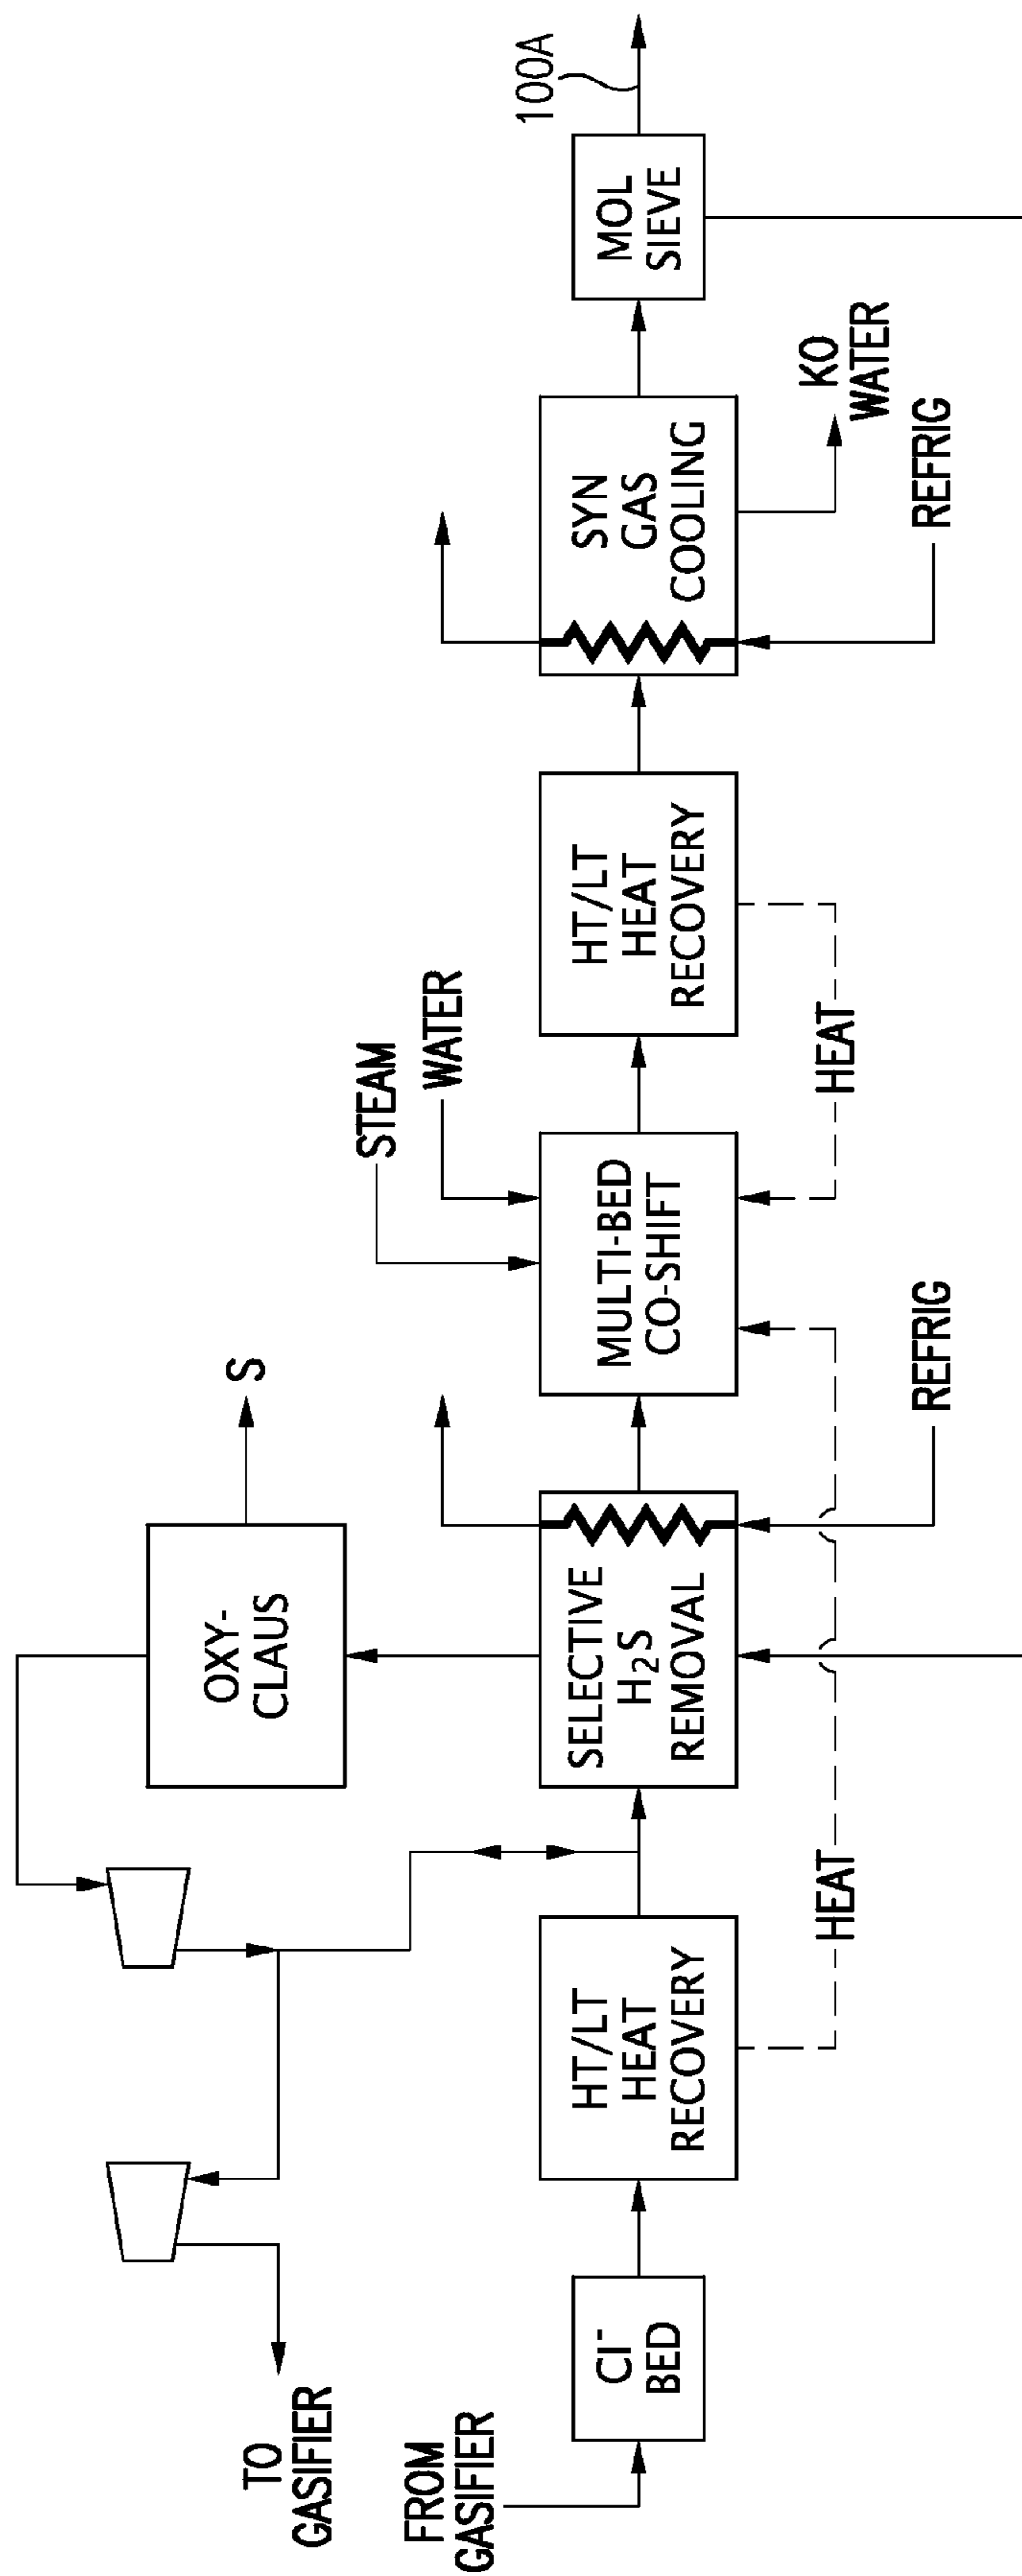 TO
GASIFIER
FROM
GASIFIER
Cl⁻
BED
HT/LT
HEAT
RECOVERY
HEAT
OXY-
CLAUS
S
SELECTIVE
H₂S
REMOVAL
REFRIG
STEAM
WATER
MULTI-BED
CO-SHIFT
HEAT
HT/LT
HEAT
RECOVERY
SYN
GAS
COOLING
KO
WATER
REFRIG
MOL
SIEVE
100A